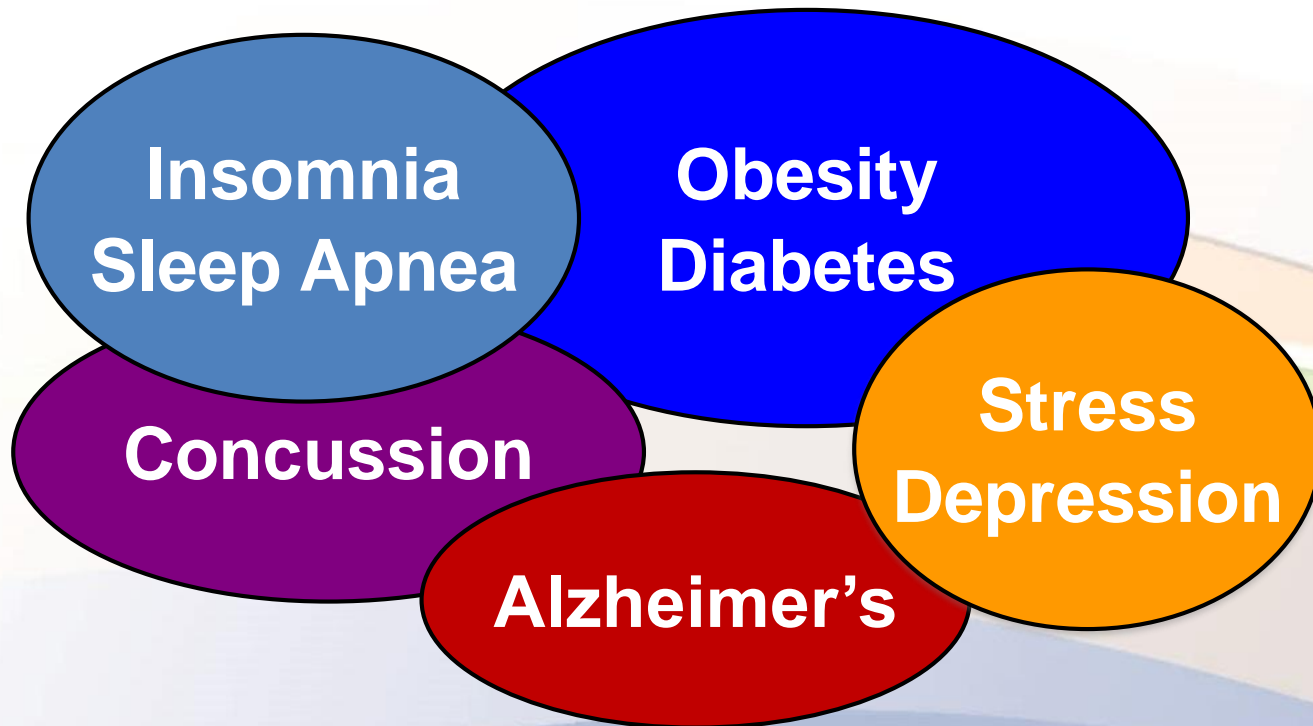 Insomnia
Sleep Apnea
Obesity
Diabetes
Concussion
Stress
Depression
Alzheimer’s